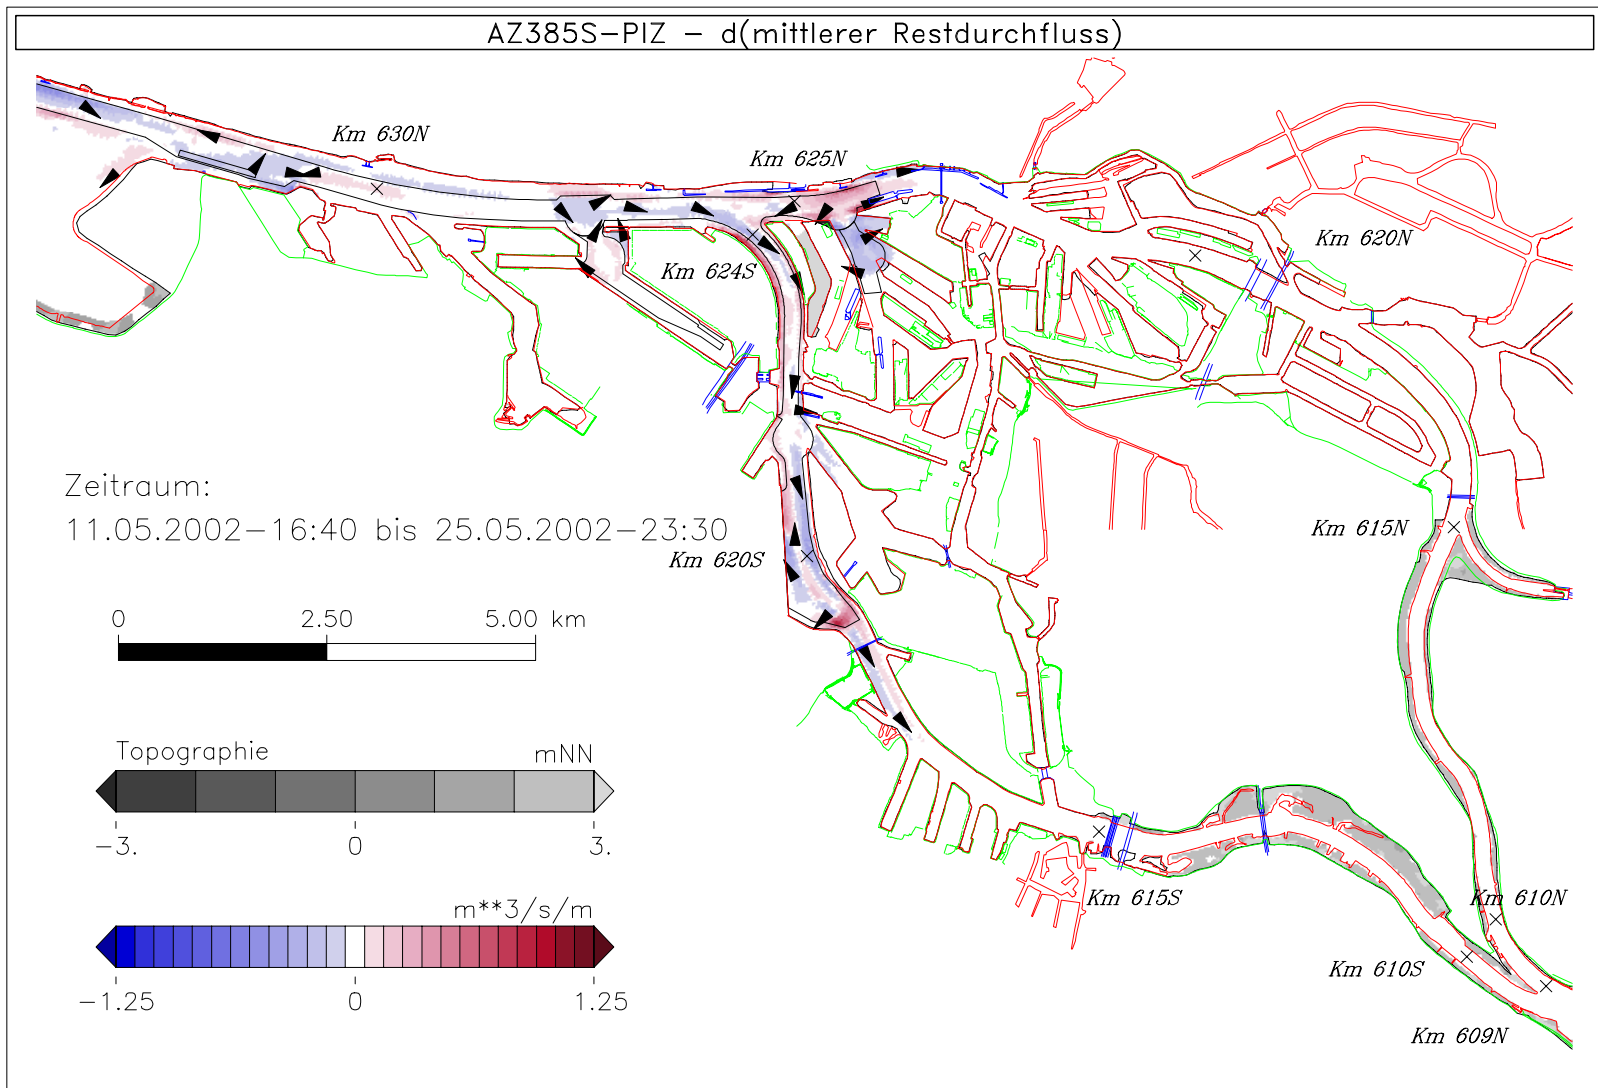 AZ385S-PIZ - d(mittlerer Restdurchfluss)
Km 630N
Km 625N
Km 620N
Km 624S
Zeitraum:
11.05.2002-16:40 bis 25.05.2002-23:30
Km 615N
Km 620S
0 2.50 5.00 km
Topographie mNN
-3. 0 3.
Km 615S
Km 610N
m**3/s/m
Km 610S
-1.25 0 1.25
Km 609N